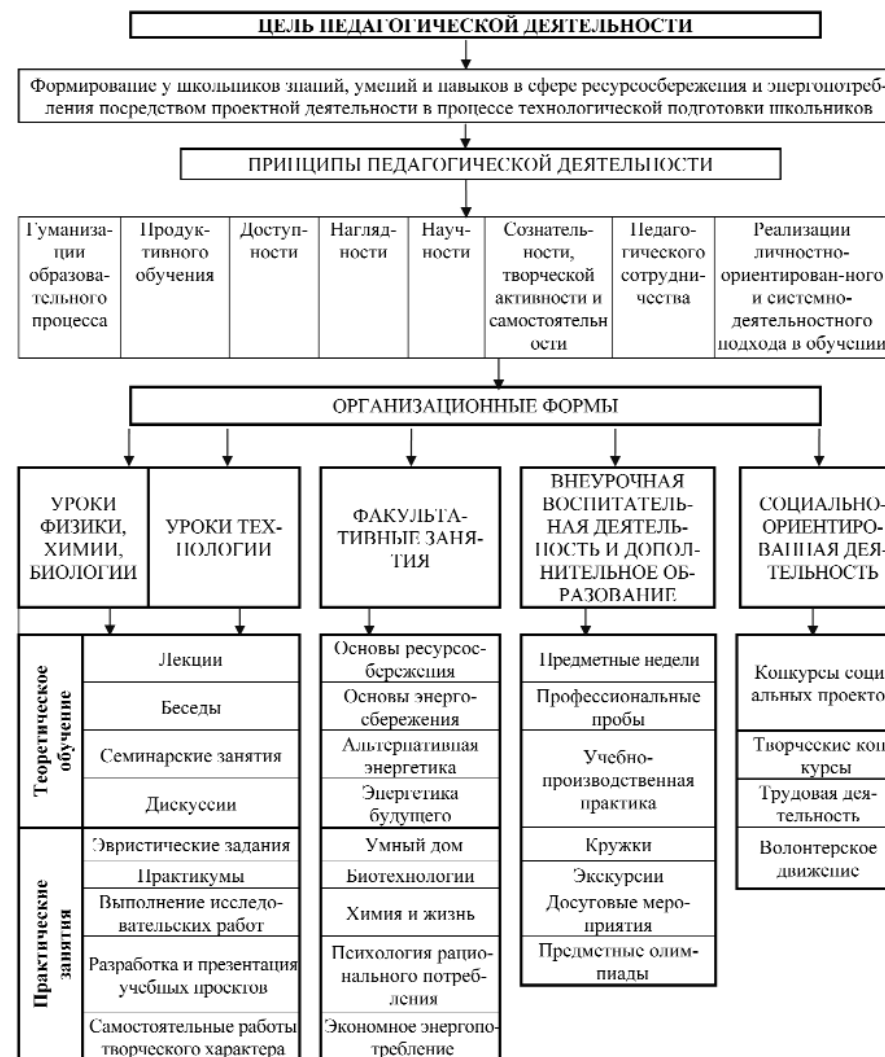 ЦЕЛЬ ПЕДАГОГИЧЕСКОЙ ДЕЯТЕЛЬНОСТИ
Формирование у школьников знаний, умений и навыков в сфере ресурсосбережения и энергопотреб-
ления посредством проектной деятельности в процессе технологической подготовки школьников
ПРИНЦИПЫ ПЕДАГОГИЧЕСКОЙ ДЕЯТЕЛЬНОСТИ
Гуманиза-
ции
образова-
тельного
процесса
Продук-
тивного
обучения
Доступ-
ности
Нагляд-
ности
Науч-
ности
Сознатель-
ности,
творческой
активности и
самостоятельн
ости
Педаго-
гического
сотрудни-
чества
Реализации
личностно-
ориентирован-ного
и системно-
деятельностного
подхода в обучении
ОРГАНИЗАЦИОННЫЕ ФОРМЫ
УРОКИ
ФИЗИКИ,
ХИМИИ,
БИОЛОГИИ
УРОКИ ТЕХ-
НОЛОГИИ
ФАКУЛЬТА-
ТИВНЫЕ ЗАНЯ-
ТИЯ
ВНЕУРОЧНАЯ
ВОСПИТАТЕЛЬ-
НАЯ ДЕЯТЕЛЬ-
НОСТЬ И ДОПОЛ-
НИТЕЛЬНОЕ ОБ-
РАЗОВАНИЕ
СОЦИАЛЬНО-
ОРИЕНТИРО-
ВАННАЯ ДЕЯ-
ТЕЛЬНОСТЬ
Теоретическое
обучение
Лекции
Беседы
Семинарские занятия
Дискуссии
Практические
занятия
Эвристические задания
Практикумы
Выполнение исследо-
вательских работ
Разработка и презентация
учебных проектов
Самостоятельные работы
творческого характера
Основы ресурсос-
бережения
Основы энерго-
сбережения
Альтернативная
энергетика
Энергетика
будущего
Умный дом
Биотехнологии
Химия и жизнь
Психология рацио-
нального потреб-
ления
Экономное энергопо-
требление
Предметные недели
Профессиональные
пробы
Учебно-
производственная
практика
Кружки
Экскурсии
Досуговые меро-
приятия
Предметные олим-
пиады
Конкурсы соци
альных проекто
Творческие кон
курсы
Трудовая дея-
тельность
Волонтерское
движение